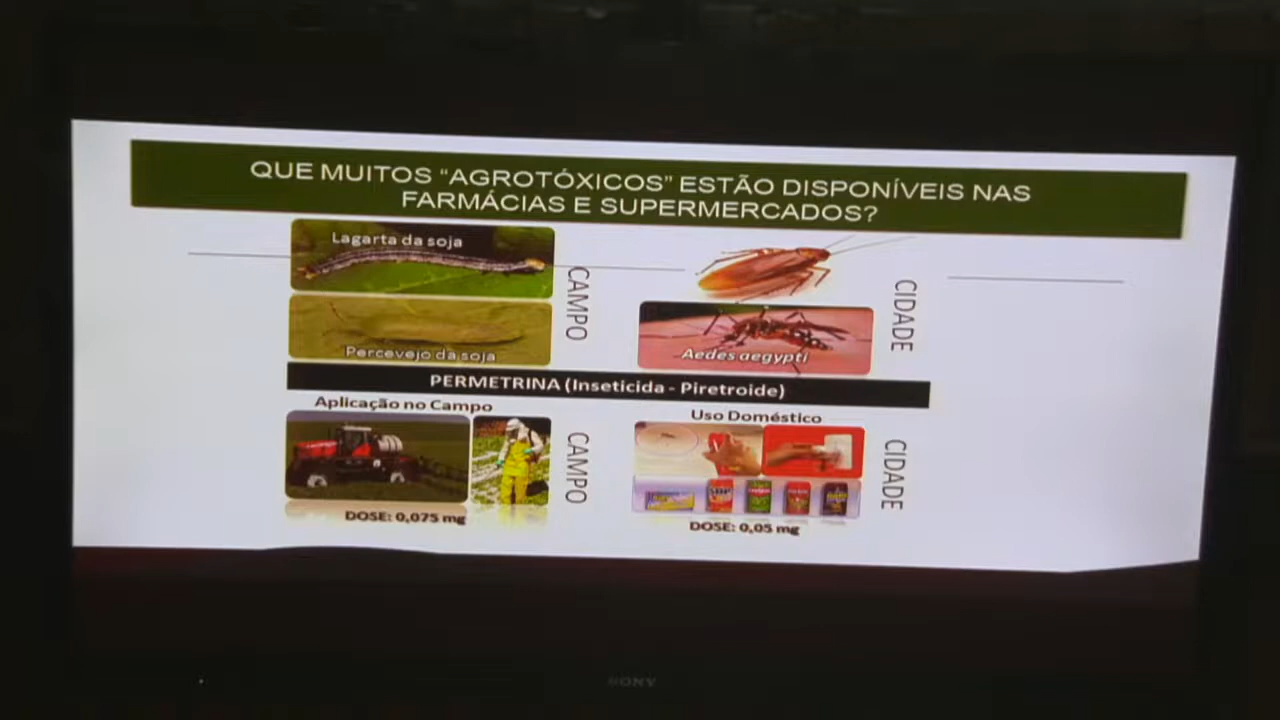 QUE MUITOS “AGROTÓXICOS” ESTÃO DISPONÍVEIS NAS
FARMÁCIAS E SUPERMERCADOS?
Lagarta da soja
CAMPO
Percevejo da soja
CIDADE
Aedes aegypti
PERMETRINA (Inseticida - Piretroide)
Aplicação no Campo
CAMPO
DOSE: 0,075 mg
Uso Doméstico
CIDADE
SBP
DOSE: 0,05 mg
SONY